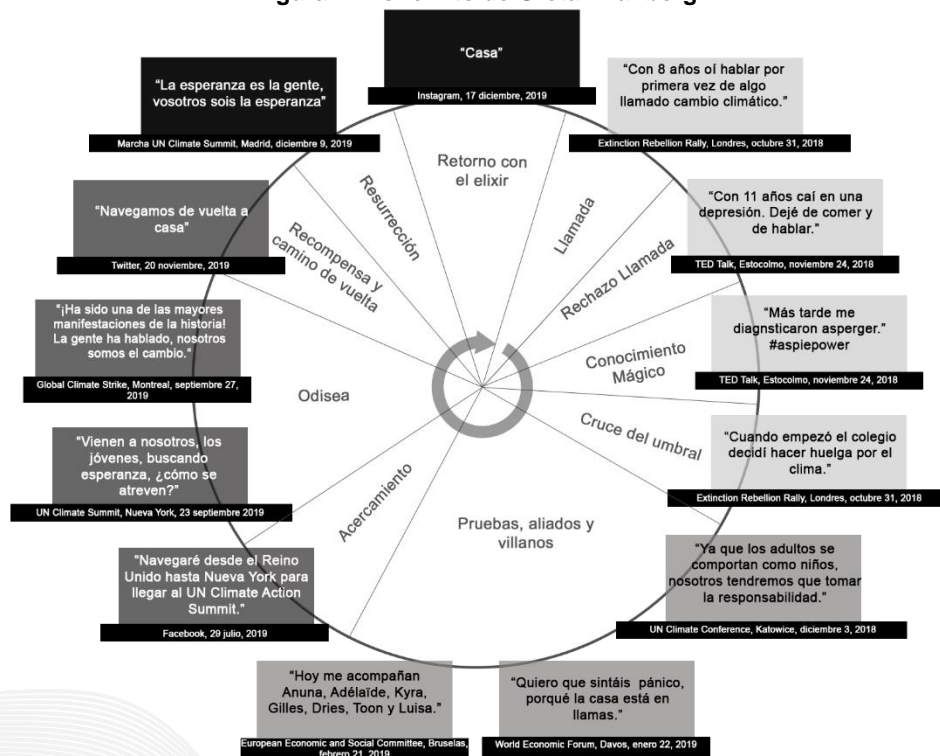 “Casa”
Instagram, 17 diciembre, 2019
“Con 8 años oí hablar por
primera vez de algo
llamado cambio climático.”
Extinction Rebellion Rally, Londres, octubre 31, 2018
“Con 11 años caí en una
depresión. Dejé de comer y
de hablar.”
TED Talk, Estocolmo, noviembre 24, 2018
“Más tarde me
diagnsticaron asperger.”
#aspiepower
TED Talk, Estocolmo, noviembre 24, 2018
“Cuando empezó el colegio
decidí hacer huelga por el
clima.”
Extinction Rebellion Rally, Londres, octubre 31, 2018
“Ya que los adultos se
comportan como niños,
nosotros tendremos que tomar
la responsabilidad.”
UN Climate Conference, Katowice, diciembre 3, 2018
“Quiero que sintáis pánico,
porqué la casa está en
llamas.”
World Economic Forum, Davos, enero 22, 2019
“Hoy me acompañan
Anuna, Adélaïde, Kyra,
Gilles, Dries, Toon y Luisa.”
European Economic and Social Committee, Bruselas,
febrero 21, 2019
“Navegaré desde el Reino
Unido hasta Nueva York para
llegar al UN Climate Action
Summit.”
Facebook, 29 julio, 2019
“Vienen a nosotros, los
jóvenes, buscando
esperanza, ¿cómo se
atreven?”
UN Climate Summit, Nueva York, 23 septiembre 2019
“¡Ha sido una de las mayores
manifestaciones de la historia!
La gente ha hablado, nosotros
somos el cambio.“
Global Climate Strike, Montreal, septiembre 27,
2019
“Navegamos de vuelta a
casa”
Twitter, 20 noviembre, 2019
“La esperanza es la gente,
vosotros sois la esperanza”
Marcha UN Climate Summit, Madrid, diciembre 9, 2019
Retorno con
el elixir
Llamada
Rechazo Llamada
Conocimiento
Mágico
Cruce del umbral
Pruebas, aliados y
villanos
Acercamiento
Odisea
Recompensa y
camino de vuelta
Resurrección